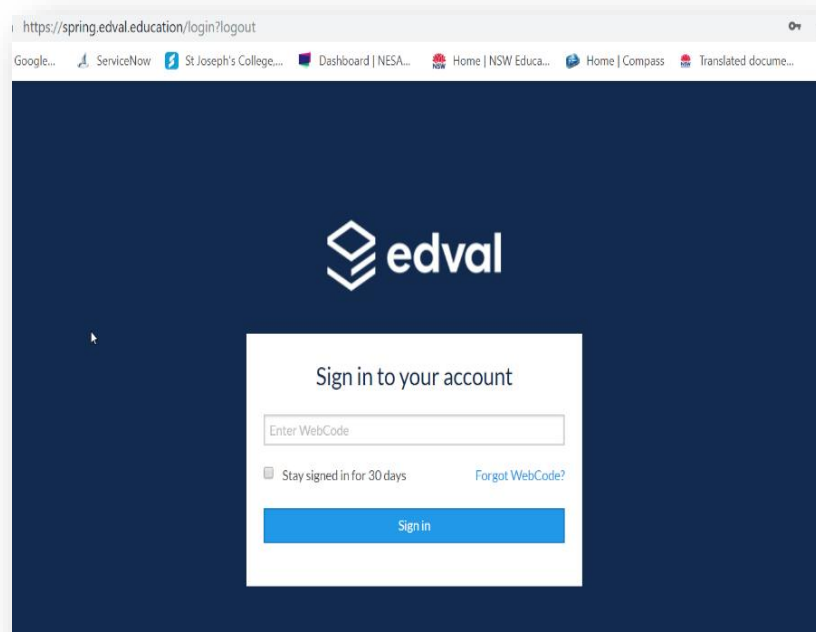 https://spring.edval.education/login?logout
Google... ServiceNow St Joseph's College,... Dashboard | NESA... Home | NSW Educa... Home | Compass Translated docume...
edval
Sign in to your account
Enter WebCode
Stay signed in for 30 days Forgot WebCode?
Sign in